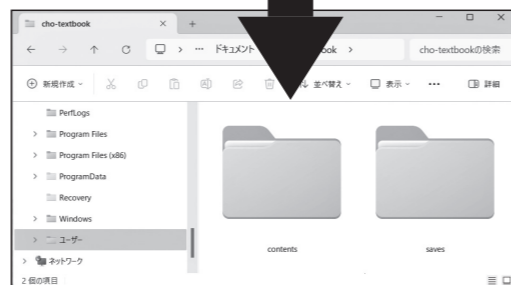 cho-textbook
ドキュメント ook
cho-textbookの検索
新規作成 並べ替え 表示 詳細
PerfLogs
Program Files
Program Files (x86)
ProgramData
Recovery
Windows
ユーザー
ネットワーク
contents saves
2 個の項目